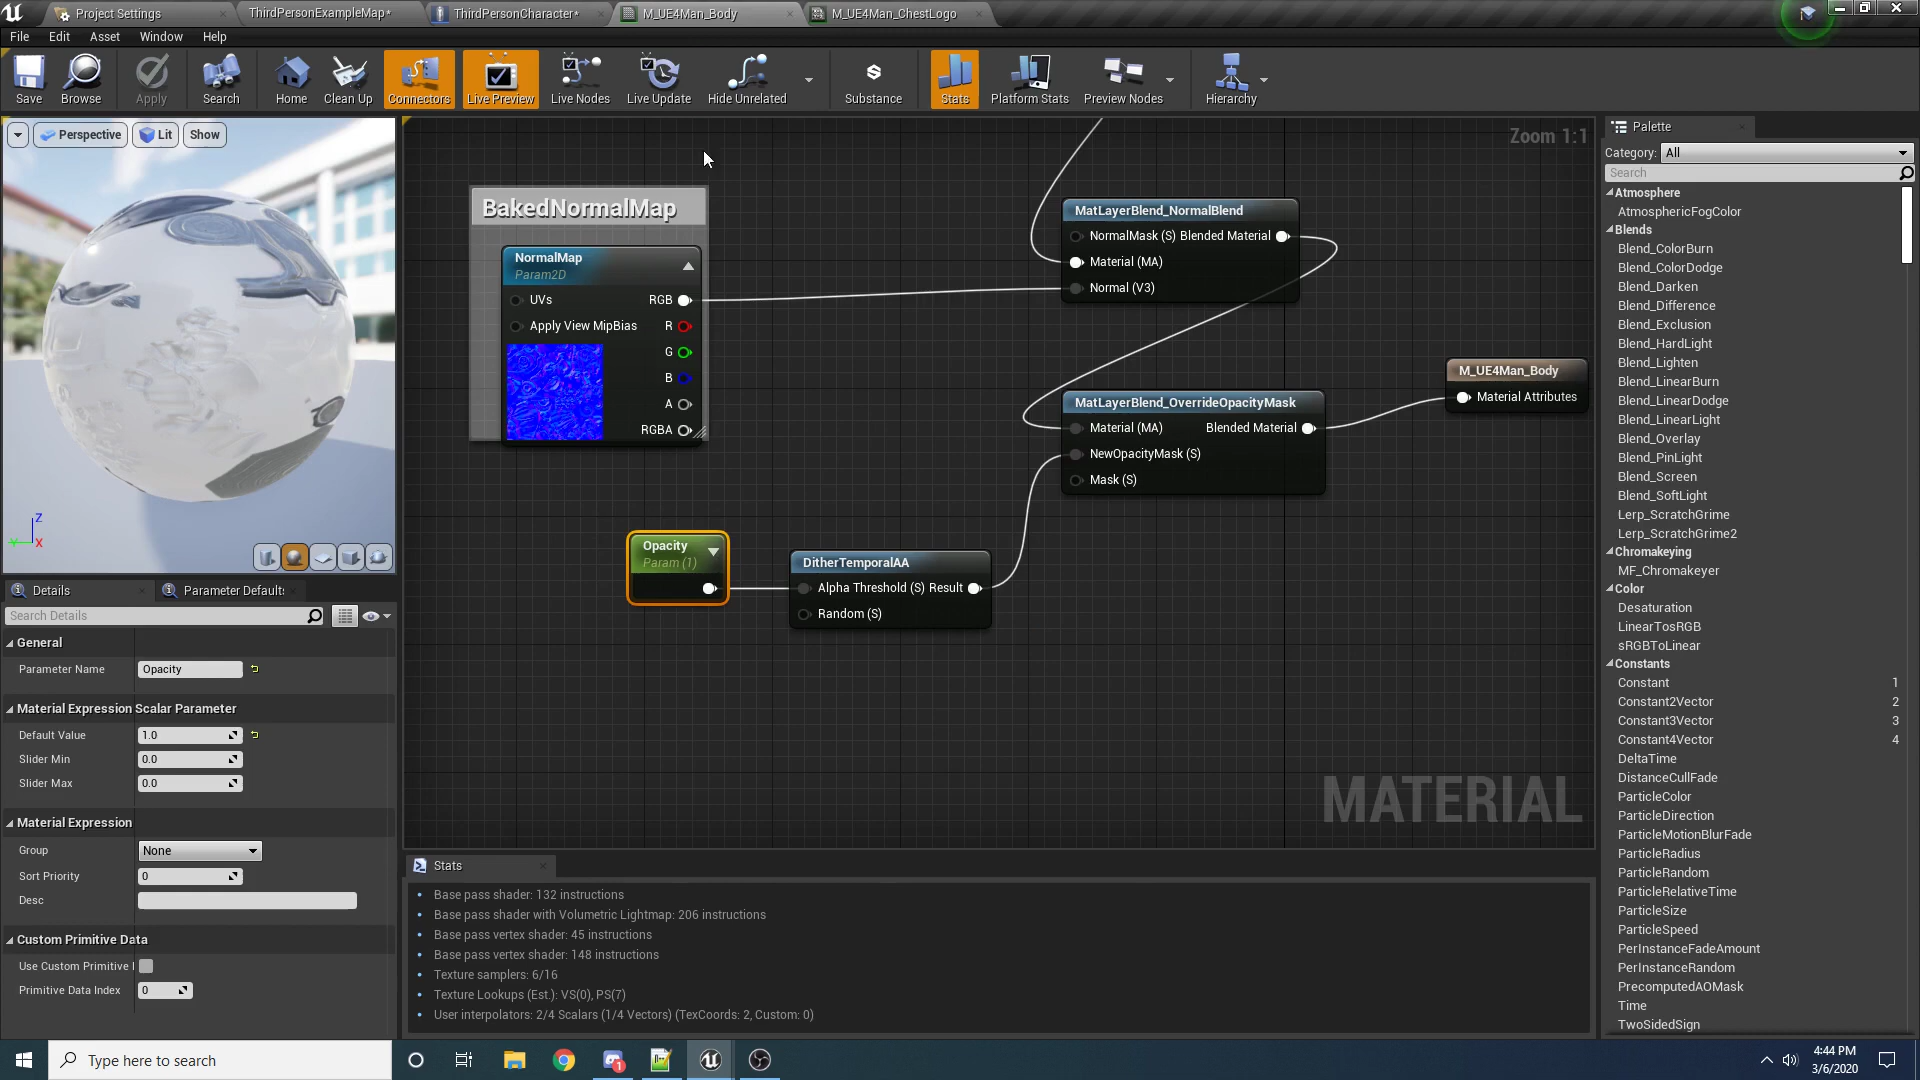 Project Settings
ThirdPersonExampleMap*
ThirdPersonCharacter*
M_UE4Man_Body
M_UE4Man_ChestLogo
File Edit Asset Window Help
Save
Browse
Apply
Search
Home
Clean Up
Connectors
Live Preview
Live Nodes
Live Update
Hide Unrelated
Substance
Stats
Platform Stats
Preview Nodes
Hierarchy
Perspective
Lit
Show
Z
Y
X
Zoom 1:1
BakedNormalMap
NormalMap
Param2D
UVs RGB
Apply View MipBias R
G
B
A
RGBA
MatLayerBlend_NormalBlend
NormalMask (S) Blended Material
Material (MA)
Normal (V3)
MatLayerBlend_OverrideOpacityMask
Material (MA) Blended Material
NewOpacityMask (S)
Mask (S)
M_UE4Man_Body
Material Attributes
Opacity
Param (1)
DitherTemporalAA
Alpha Threshold (S) Result
Random (S)
MATERIAL
Details
Parameter Default
Search Details
General
Parameter Name Opacity
Material Expression Scalar Parameter
Default Value 1.0
Slider Min 0.0
Slider Max 0.0
Material Expression
Group None
Sort Priority 0
Desc
Custom Primitive Data
Use Custom Primitive
Primitive Data Index 0
Stats
Base pass shader: 132 instructions
Base pass shader with Volumetric Lightmap: 206 instructions
Base pass vertex shader: 45 instructions
Base pass vertex shader: 148 instructions
Texture samplers: 6/16
Texture Lookups (Est.): VS(0), PS(7)
User interpolators: 2/4 Scalars (1/4 Vectors) (TexCoords: 2, Custom: 0)
Palette
Category: All
Search
Atmosphere
AtmosphericFogColor
Blends
Blend_ColorBurn
Blend_ColorDodge
Blend_Darken
Blend_Difference
Blend_Exclusion
Blend_HardLight
Blend_Lighten
Blend_LinearBurn
Blend_LinearDodge
Blend_LinearLight
Blend_Overlay
Blend_PinLight
Blend_Screen
Blend_SoftLight
Lerp_ScratchGrime
Lerp_ScratchGrime2
Chromakeying
MF_Chromakeyer
Color
Desaturation
LinearTosRGB
sRGBToLinear
Constants
Constant 1
Constant2Vector 2
Constant3Vector 3
Constant4Vector 4
DeltaTime
DistanceCullFade
ParticleColor
ParticleDirection
ParticleMotionBlurFade
ParticleRadius
ParticleRandom
ParticleRelativeTime
ParticleSize
ParticleSpeed
PerInstanceFadeAmount
PerInstanceRandom
PrecomputedAOMask
Time
TwoSidedSign
Type here to search
1
4:44 PM
3/6/2020